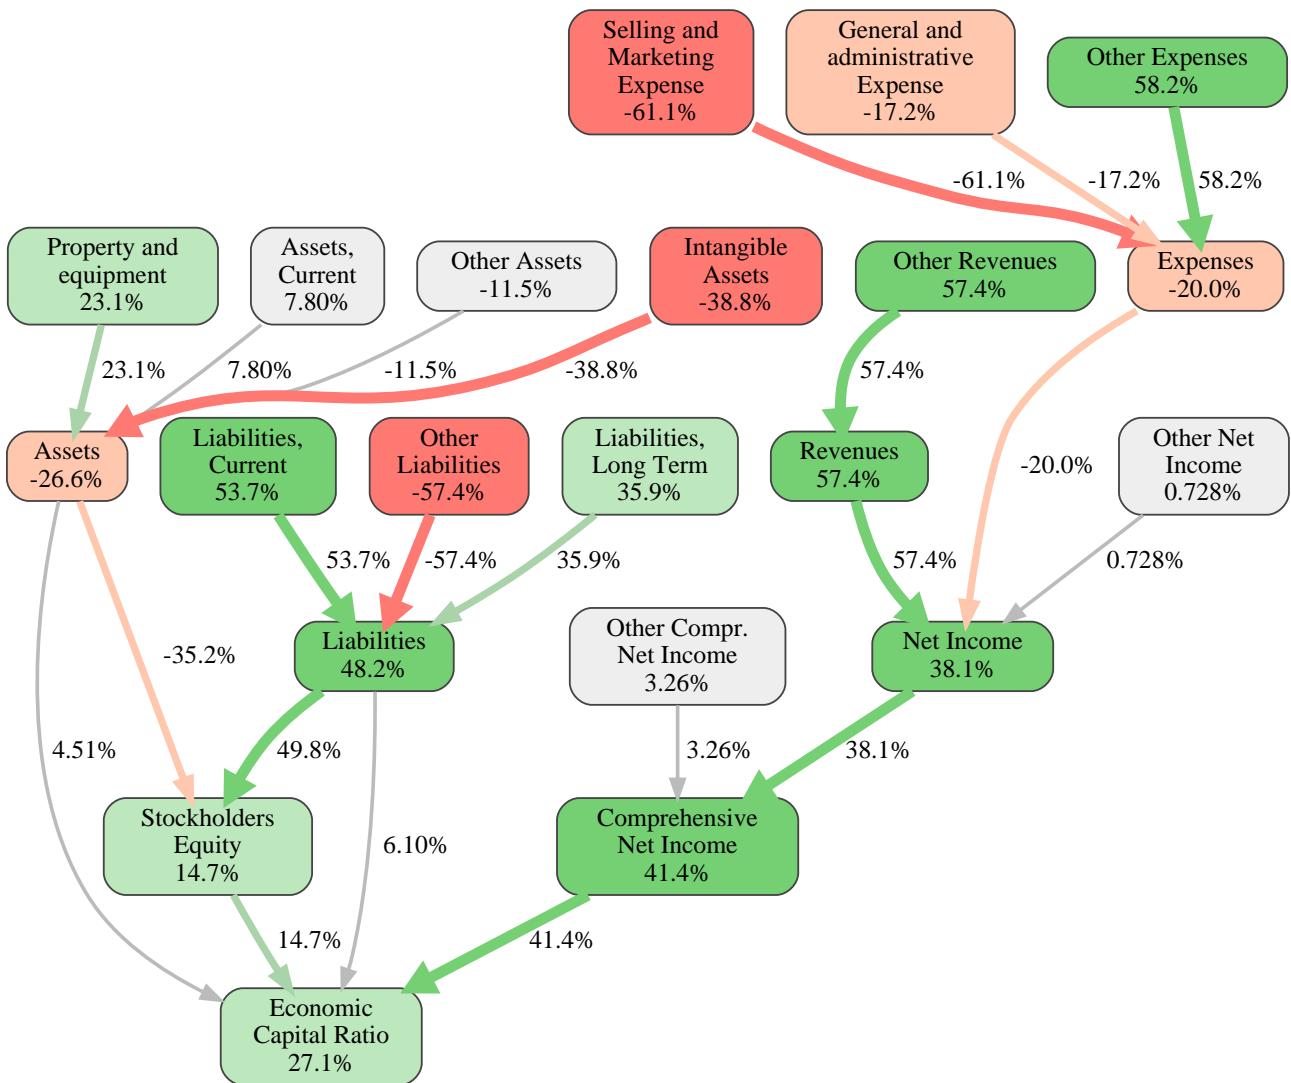 Selling and
Marketing
Expense
-61.1%
General and
administrative
Expense
-17.2%
Other Expenses
58.2%
-61.1%
-17.2%
58.2%
Property and
equipment
23.1%
Assets,
Current
7.80%
Other Assets
-11.5%
Intangible
Assets
-38.8%
Other Revenues
57.4%
Expenses
-20.0%
23.1%
7.80%
-11.5%
-38.8%
57.4%
Assets
-26.6%
Liabilities,
Current
53.7%
Other
Liabilities
-57.4%
Liabilities,
Long Term
35.9%
Revenues
57.4%
-20.0%
Other Net
Income
0.728%
53.7%
-57.4%
35.9%
57.4%
0.728%
-35.2%
Liabilities
48.2%
Other Compr.
Net Income
3.26%
Net Income
38.1%
4.51%
49.8%
3.26%
38.1%
Stockholders
Equity
14.7%
6.10%
Comprehensive
Net Income
41.4%
14.7%
41.4%
Economic
Capital Ratio
27.1%